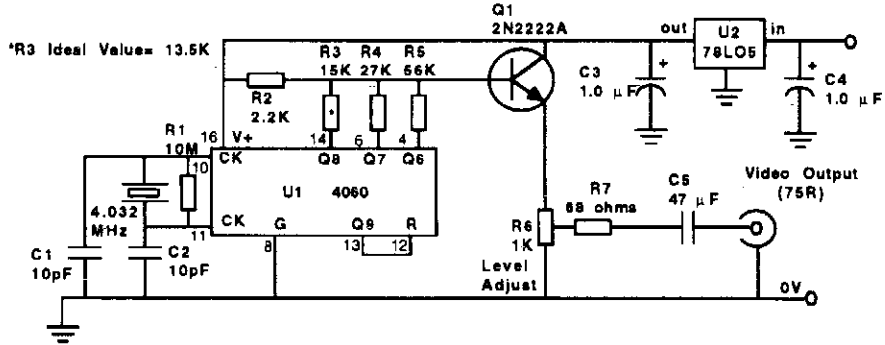 Q1
2N2222A
*R3 Ideal Value= 13.5K
R3 R4 R5
15K 27K 56K
out
U2
78LO5
in
+
+
C3
1.0 μF
C4
1.0 μF
R2
2.2K
*
R1
10M
16 V+
14 6 4
10
CK Q8 Q7 Q6
U1 4060
4.032
MHz
11
CK G Q9 R
8 13 12
C1
10pF
C2
10pF
R6
1K
Level
Adjust
R7
68 ohms
C5
47 μF
Video Output
(75R)
0V